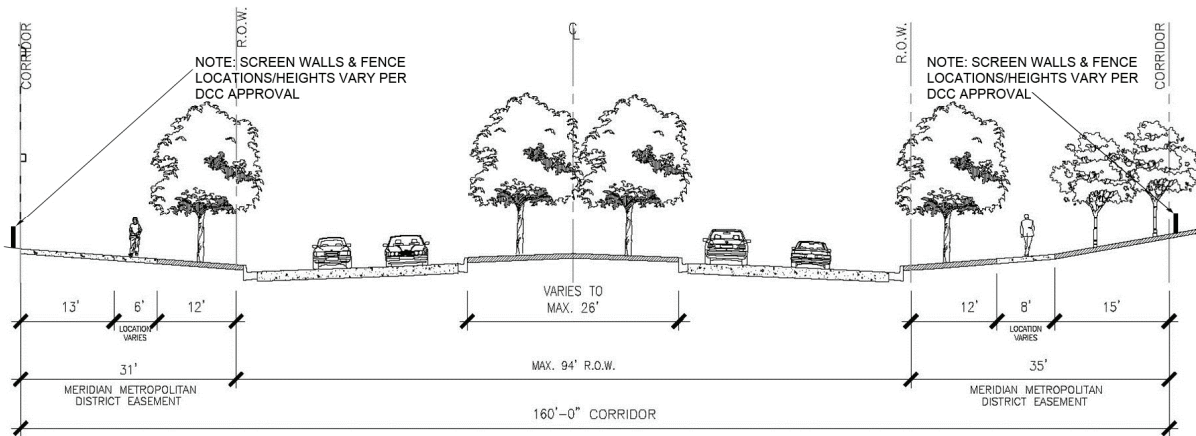 CORRIDOR
R.O.W.
℄
R.O.W.
CORRIDOR
NOTE: SCREEN WALLS & FENCE
LOCATIONS/HEIGHTS VARY PER
DCC APPROVAL
NOTE: SCREEN WALLS & FENCE
LOCATIONS/HEIGHTS VARY PER
DCC APPROVAL
VARIES TO
MAX. 26'
13'
6'
12'
LOCATION
VARIES
12'
8'
15'
LOCATION
VARIES
31'
MAX. 94' R.O.W.
35'
MERIDIAN METROPOLITAN
DISTRICT EASEMENT
MERIDIAN METROPOLITAN
DISTRICT EASEMENT
160'-0" CORRIDOR